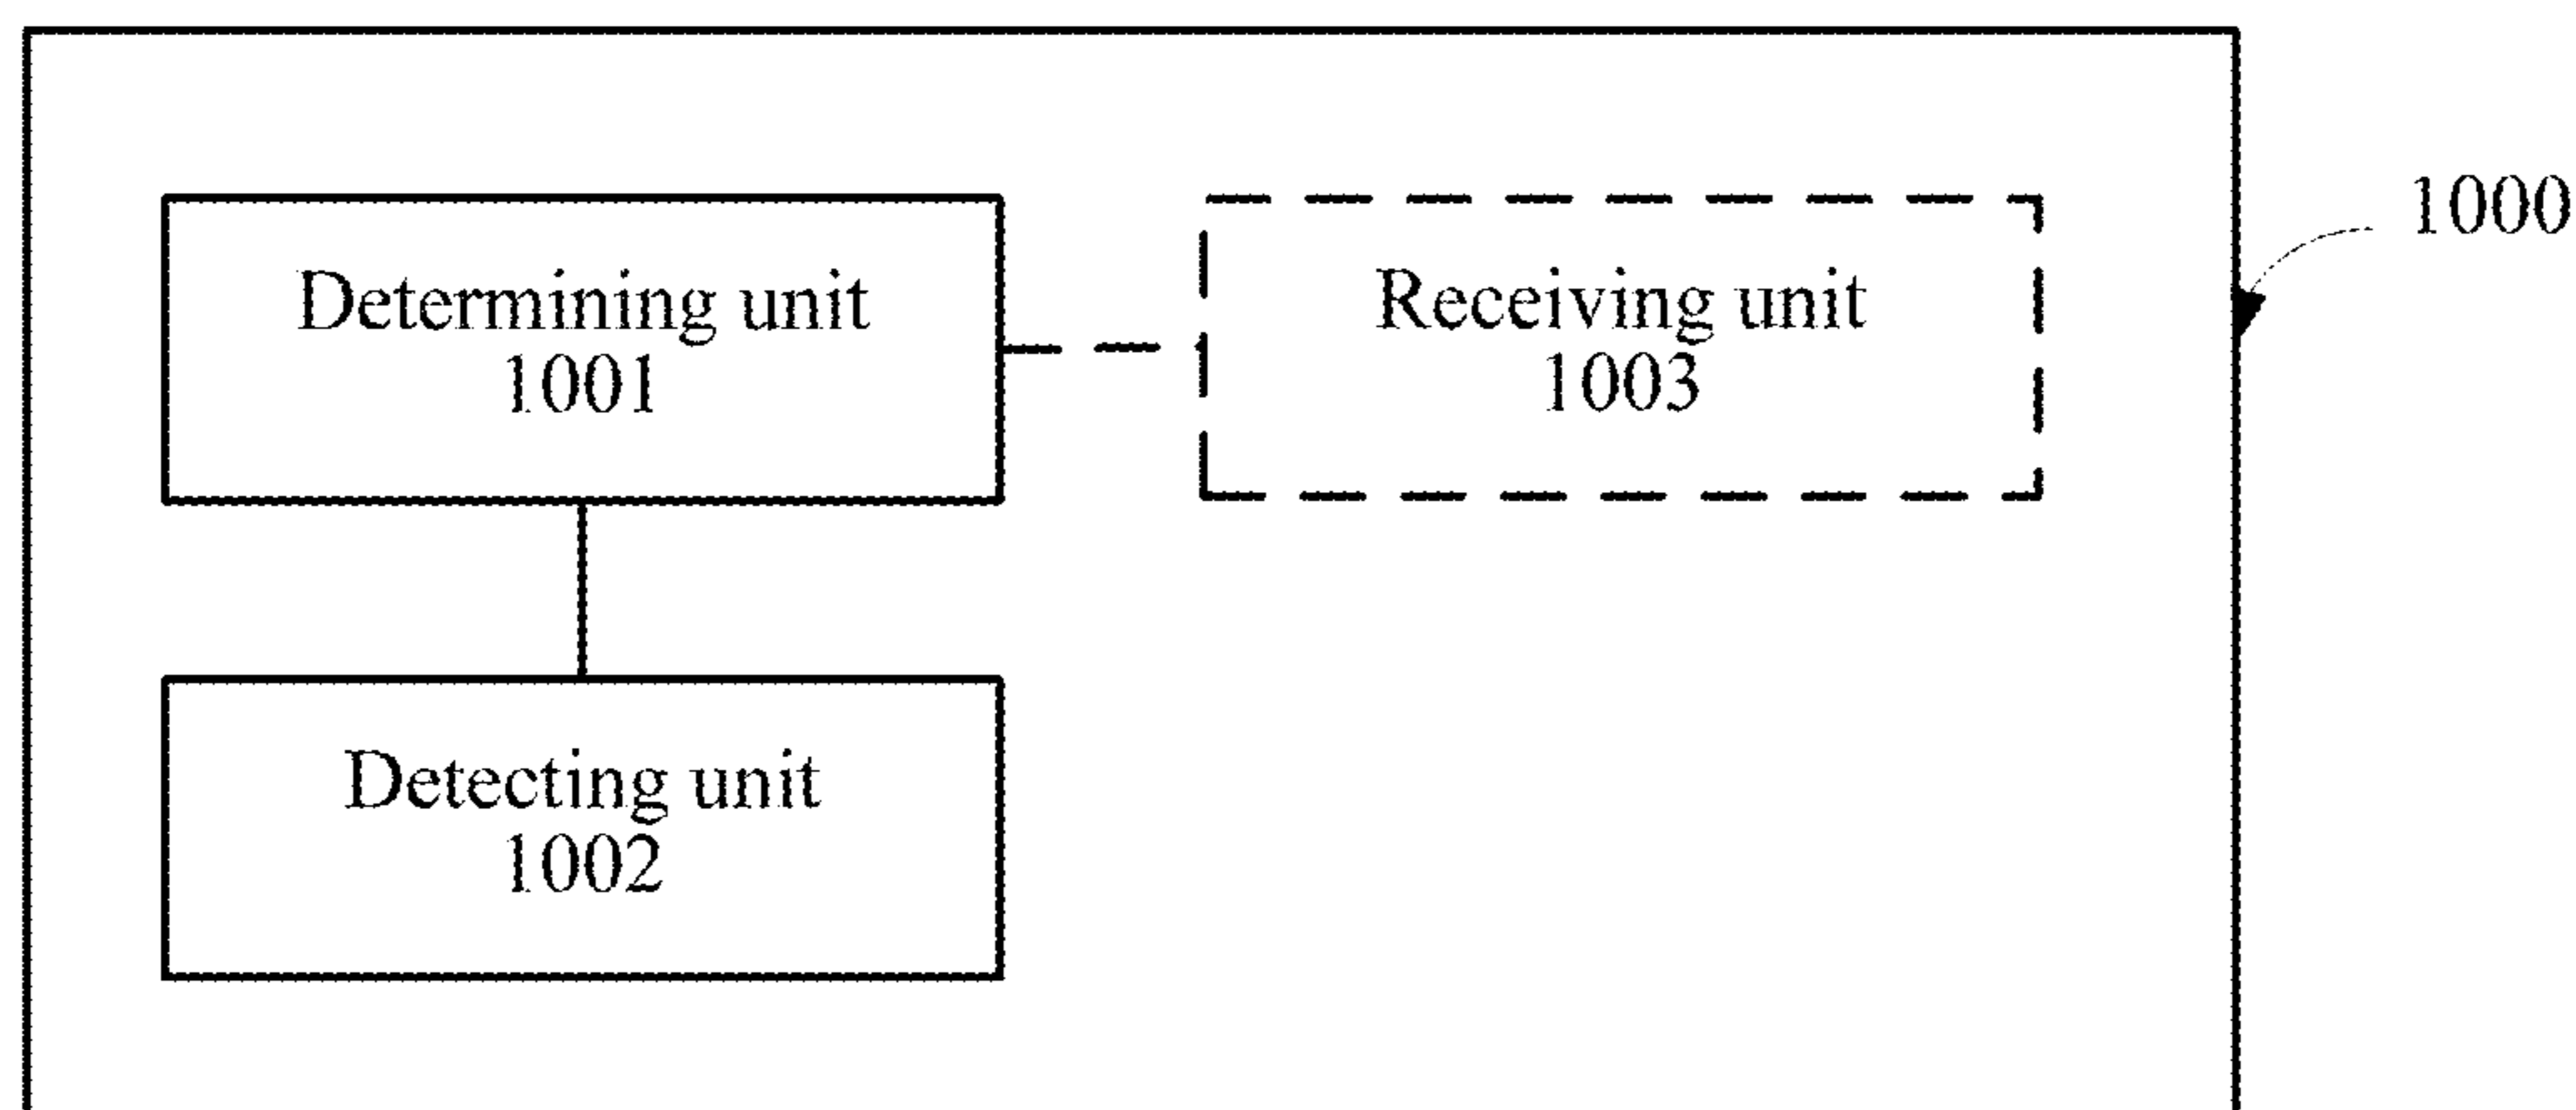 Determining unit
1001
Receiving unit
1003
1000
Detecting unit
1002